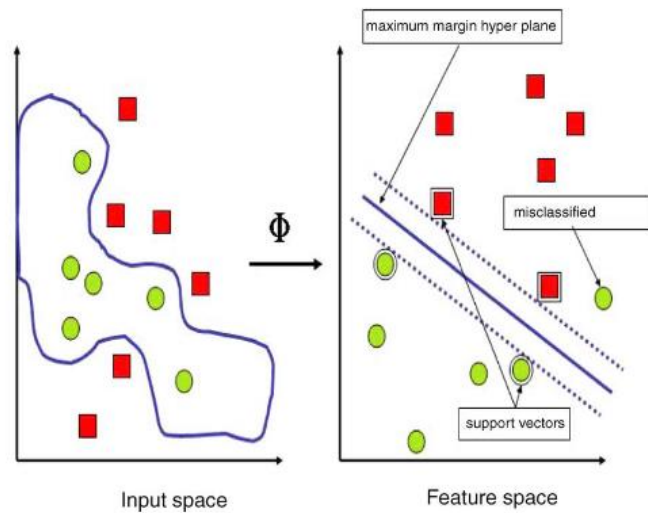 maximum margin hyper plane
misclassified
Φ
support vectors
Input space
Feature space